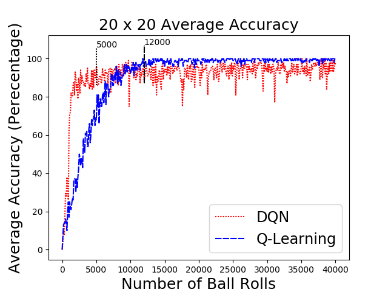 20 x 20 Average Accuracy
5000
12000
Average Accuracy (Perecentage)
100
80
60
40
20
0
DQN
Q-Learning
0 5000 10000 15000 20000 25000 30000 35000 40000
Number of Ball Rolls